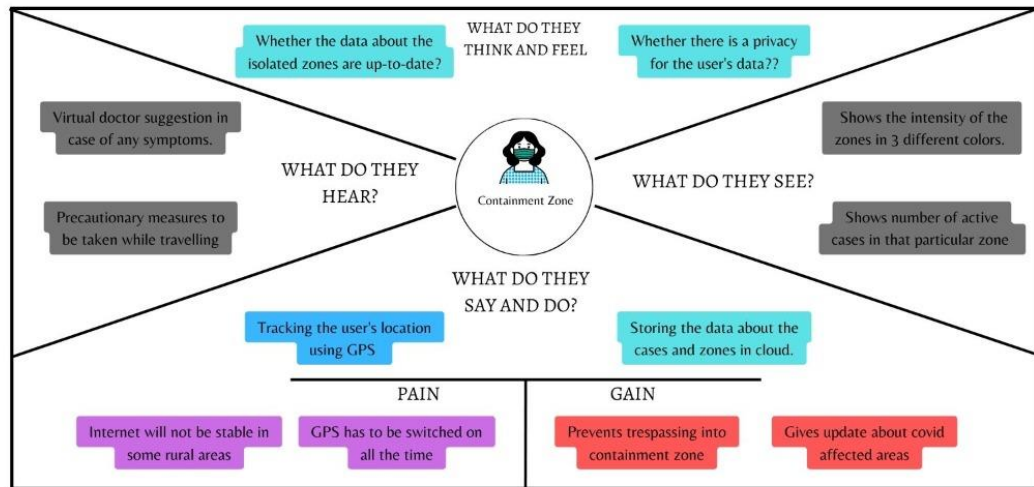 WHAT DO THEY
THINK AND FEEL
Whether the data about the
isolated zones are up-to-date?
Whether there is a privacy
for the user's data??
Virtual doctor suggestion in
case of any symptoms.
WHAT DO THEY
HEAR?
Precautionary measures to
be taken while travelling
Containment Zone
Shows the intensity of the
zones in 3 different colors.
WHAT DO THEY SEE?
Shows number of active
cases in that particular zone
WHAT DO THEY
SAY AND DO?
Tracking the user's location
using GPS
Storing the data about the
cases and zones in cloud.
PAIN
Internet will not be stable in
some rural areas
GPS has to be switched on
all the time
GAIN
Prevents trespassing into
containment zone
Gives update about covid
affected areas